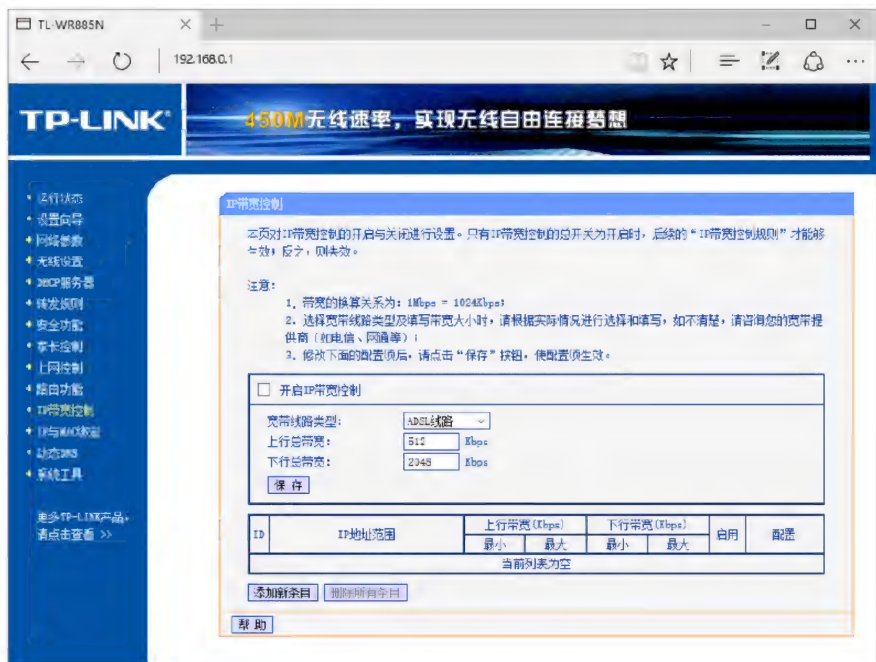 TL-WR885N
192.168.0.1
TP-LINK
450M无线速率，实现无线自由连接梦想
运行状态
设置向导
网络参数
无线设置
DHCP服务器
转发规则
安全功能
家长控制
上网控制
路由功能
IP带宽控制
IP与MAC绑定
动态DNS
系统工具
更多TP-LINK产品，
请点击查看 >>
IP带宽控制
本页对IP带宽控制的开启与关闭进行设置。只有IP带宽控制的总开关为开启时，后续的“IP带宽控制规则”才能够
生效，反之，则失效。
注意：
1、带宽的换算关系为：1Mbps = 1024Kbps；
2、选择宽带线路类型及填写带宽大小时，请根据实际情况进行选择和填写，如不清楚，请咨询您的宽带提
供商（如电信、网通等）；
3、修改下面的配置项后，请点击“保存”按钮，使配置项生效。
开启IP带宽控制
宽带线路类型： ADSL线路
上行总带宽： 512 Kbps
下行总带宽： 2048 Kbps
保 存
ID IP地址范围 上行带宽(Kbps) 下行带宽(Kbps) 启用 配置
最小 最大 最小 最大
当前列表为空
添加新条目 删除所有条目
帮 助